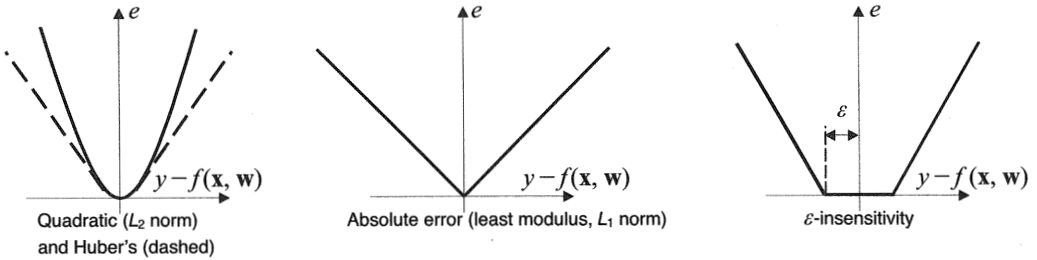 e
y − f(x, w)
Quadratic (L₂ norm)
and Huber's (dashed)
e
y − f(x, w)
Absolute error (least modulus, L₁ norm)
e
ε
y − f(x, w)
ε-insensitivity